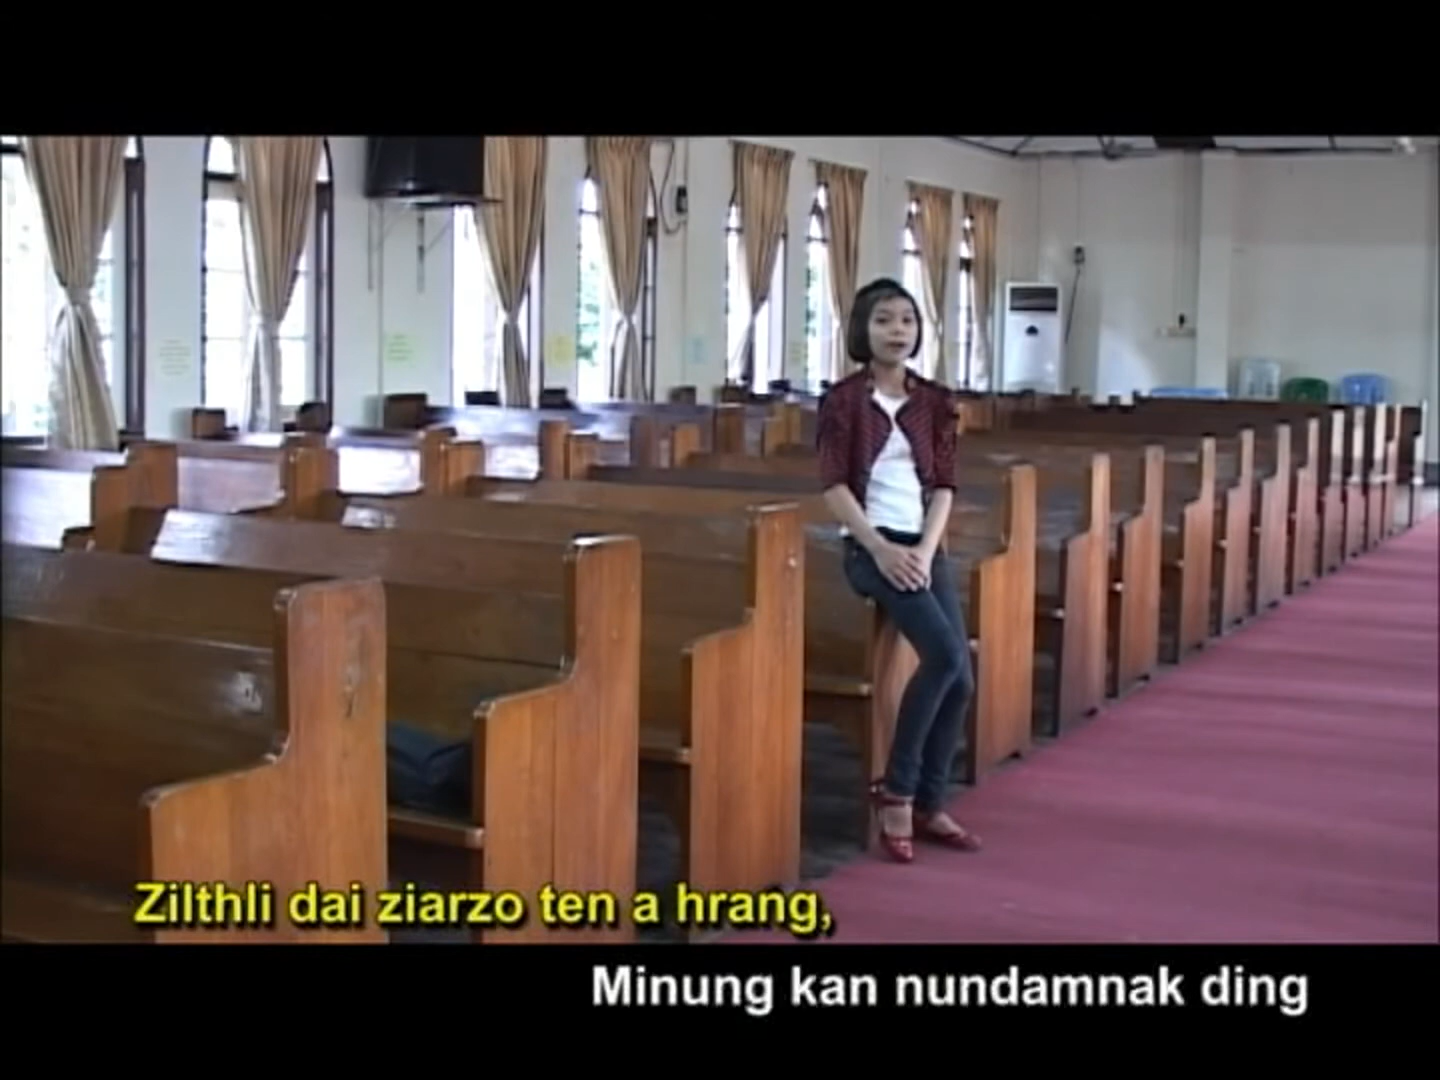 Zilthli dai ziarzo ten a hrang,
Minung kan nundamnak ding